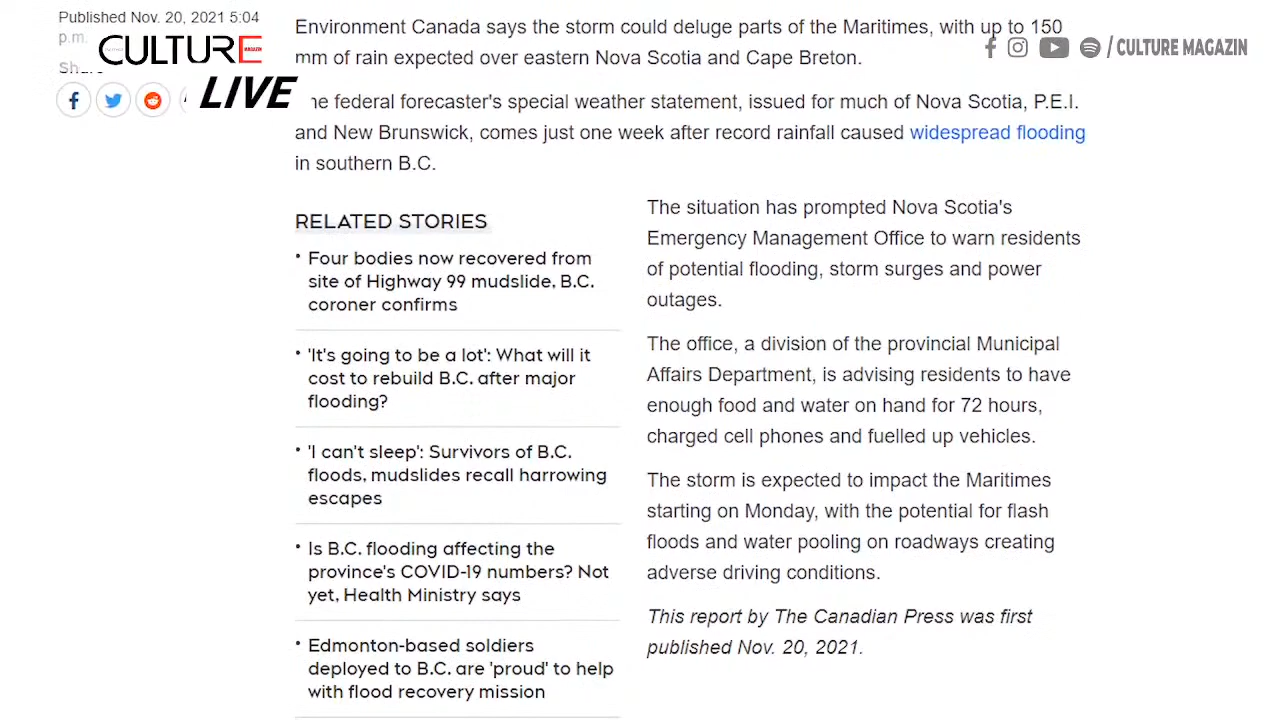 Published Nov. 20, 2021 5:04
p.m.
Share
CULTURE
MAGAZIN
LIVE
/ CULTURE MAGAZIN
Environment Canada says the storm could deluge parts of the Maritimes, with up to 150
mm of rain expected over eastern Nova Scotia and Cape Breton.
he federal forecaster's special weather statement, issued for much of Nova Scotia, P.E.I.
and New Brunswick, comes just one week after record rainfall caused widespread flooding
in southern B.C.
RELATED STORIES
• Four bodies now recovered from
site of Highway 99 mudslide, B.C.
coroner confirms
• 'It's going to be a lot': What will it
cost to rebuild B.C. after major
flooding?
• 'I can't sleep': Survivors of B.C.
floods, mudslides recall harrowing
escapes
• Is B.C. flooding affecting the
province's COVID-19 numbers? Not
yet, Health Ministry says
• Edmonton-based soldiers
deployed to B.C. are 'proud' to help
with flood recovery mission
The situation has prompted Nova Scotia's
Emergency Management Office to warn residents
of potential flooding, storm surges and power
outages.
The office, a division of the provincial Municipal
Affairs Department, is advising residents to have
enough food and water on hand for 72 hours,
charged cell phones and fuelled up vehicles.
The storm is expected to impact the Maritimes
starting on Monday, with the potential for flash
floods and water pooling on roadways creating
adverse driving conditions.
This report by The Canadian Press was first
published Nov. 20, 2021.